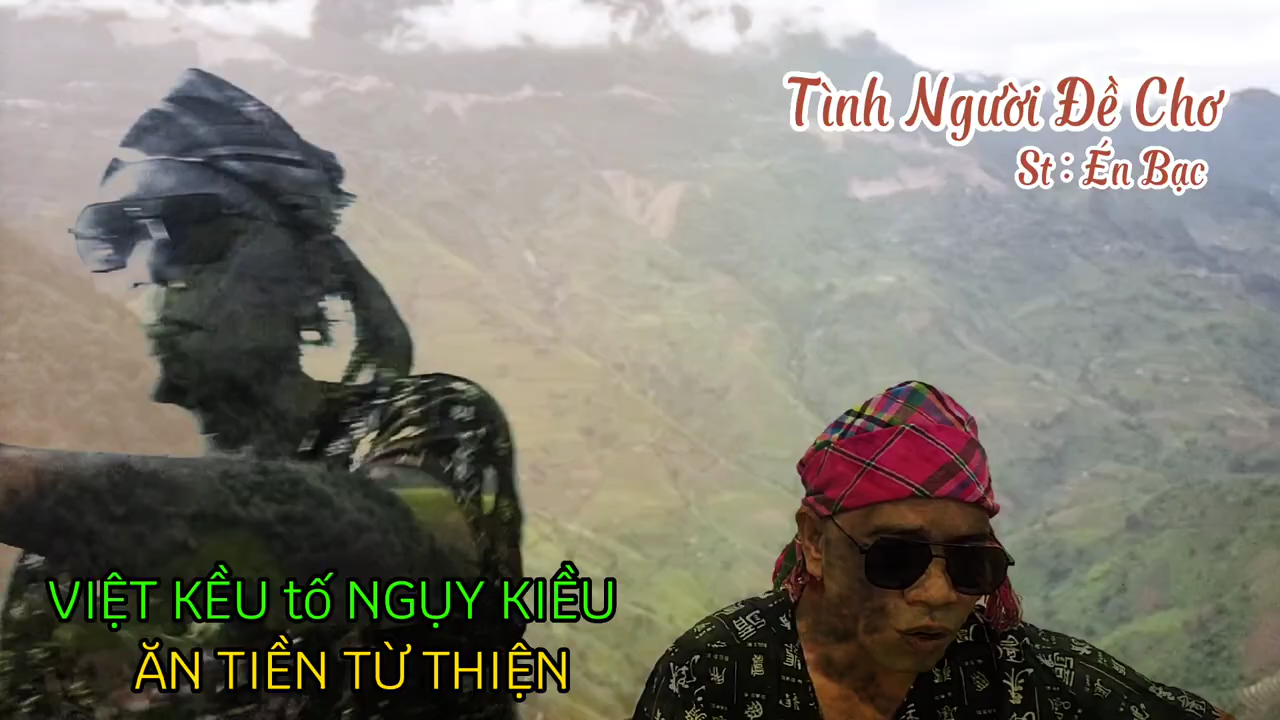 Tình Người Đề Chơ
St : Én Bạc
VIỆT KỀU tố NGỤY KIỀU
ĂN TIỀN TỪ THIỆN